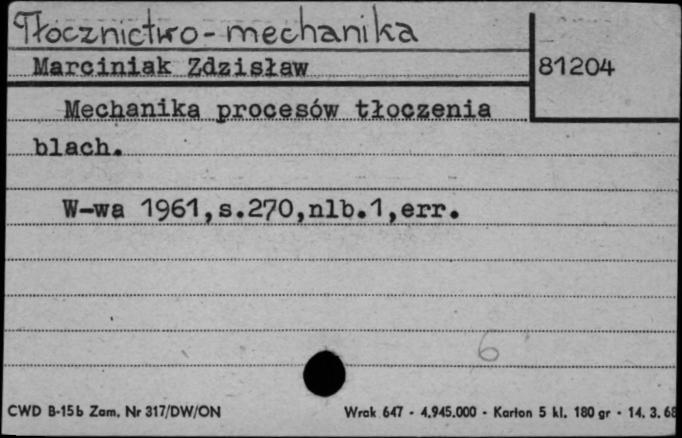 Tłocznictwo - mechanika
Marciniak Zdzisław
81204
Mechanika procesów tłoczenia
blach.
W-wa 1961,s.270,nlb.1,err.
6
CWD B-15b Zam. Nr 317/DW/ON
Wrak 647 - 4.945.000 - Karton 5 kl. 180 gr - 14. 3. 68